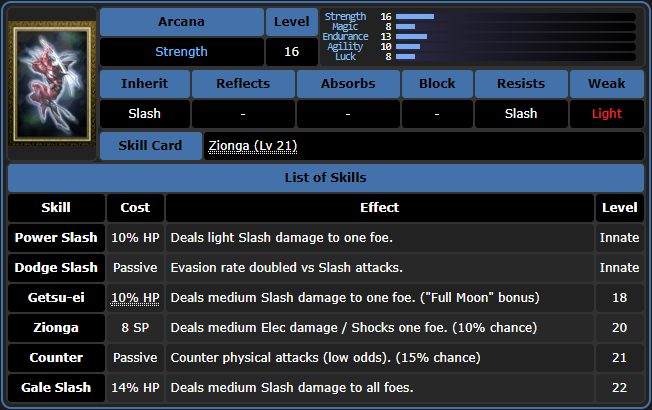 Arcana Level
Strength 16
Strength 16
Magic 8
Endurance 13
Agility 10
Luck 8
Inherit Reflects Absorbs Block Resists Weak
Slash - - - Slash Light
Skill Card Zionga (Lv 21)
List of Skills
Skill Cost Effect Level
Power Slash 10% HP Deals light Slash damage to one foe. Innate
Dodge Slash Passive Evasion rate doubled vs Slash attacks. Innate
Getsu-ei 10% HP Deals medium Slash damage to one foe. ("Full Moon" bonus) 18
Zionga 8 SP Deals medium Elec damage / Shocks one foe. (10% chance) 20
Counter Passive Counter physical attacks (low odds). (15% chance) 21
Gale Slash 14% HP Deals medium Slash damage to all foes. 22